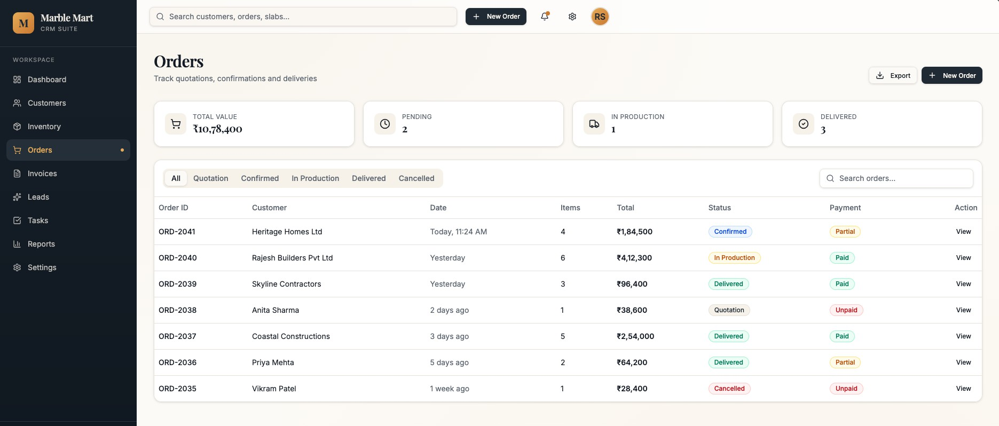 M
Marble Mart
CRM SUITE
WORKSPACE
Dashboard
Customers
Inventory
Orders
Invoices
Leads
Tasks
Reports
Settings
Search customers, orders, slabs...
New Order
RS
Orders
Track quotations, confirmations and deliveries
Export
New Order
TOTAL VALUE
₹10,78,400
PENDING
2
IN PRODUCTION
1
DELIVERED
3
All Quotation Confirmed In Production Delivered Cancelled
Search orders...
Order ID Customer Date Items Total Status Payment Action
ORD-2041 Heritage Homes Ltd Today, 11:24 AM 4 ₹1,84,500 Confirmed Partial View
ORD-2040 Rajesh Builders Pvt Ltd Yesterday 6 ₹4,12,300 In Production Paid View
ORD-2039 Skyline Contractors Yesterday 3 ₹96,400 Delivered Paid View
ORD-2038 Anita Sharma 2 days ago 1 ₹38,600 Quotation Unpaid View
ORD-2037 Coastal Constructions 3 days ago 5 ₹2,54,000 Delivered Paid View
ORD-2036 Priya Mehta 5 days ago 2 ₹64,200 Delivered Partial View
ORD-2035 Vikram Patel 1 week ago 1 ₹28,400 Cancelled Unpaid View